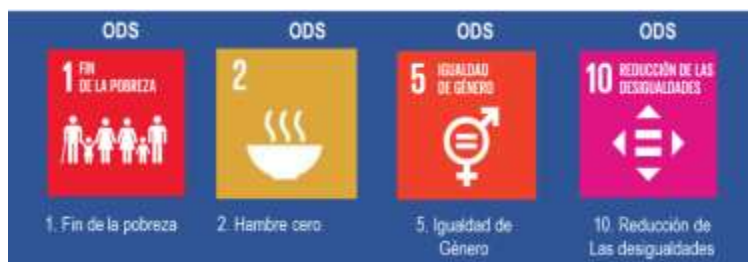 ODS
ODS
ODS
ODS
1 FIN
DE LA POBREZA
2
5 IGUALDAD
DE GÉNERO
10 REDUCCIÓN DE LAS
DESIGUALDADES
1. Fin de la pobreza
2. Hambre cero
5. Igualdad de
Género
10. Reducción de
Las desigualdades